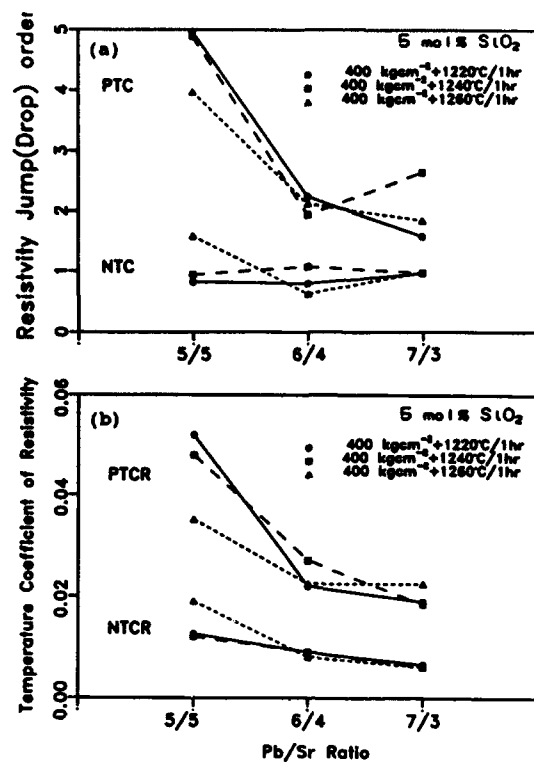 (a)
5 mol% SiO₂
PTC
400 kgcm⁻²+1220℃/1hr
400 kgcm⁻²+1240℃/1hr
400 kgcm⁻²+1260℃/1hr
NTC
Resistvity Jump(Drop) order
5
4
3
2
1
0
5/5 6/4 7/3
(b)
5 mol% SiO₂
PTCR
400 kgcm⁻²+1220℃/1hr
400 kgcm⁻²+1240℃/1hr
400 kgcm⁻²+1260℃/1hr
NTCR
Temperature Coefficient of Resistivity
0.06
0.04
0.02
0.00
5/5 6/4 7/3
Pb/Sr Ratio